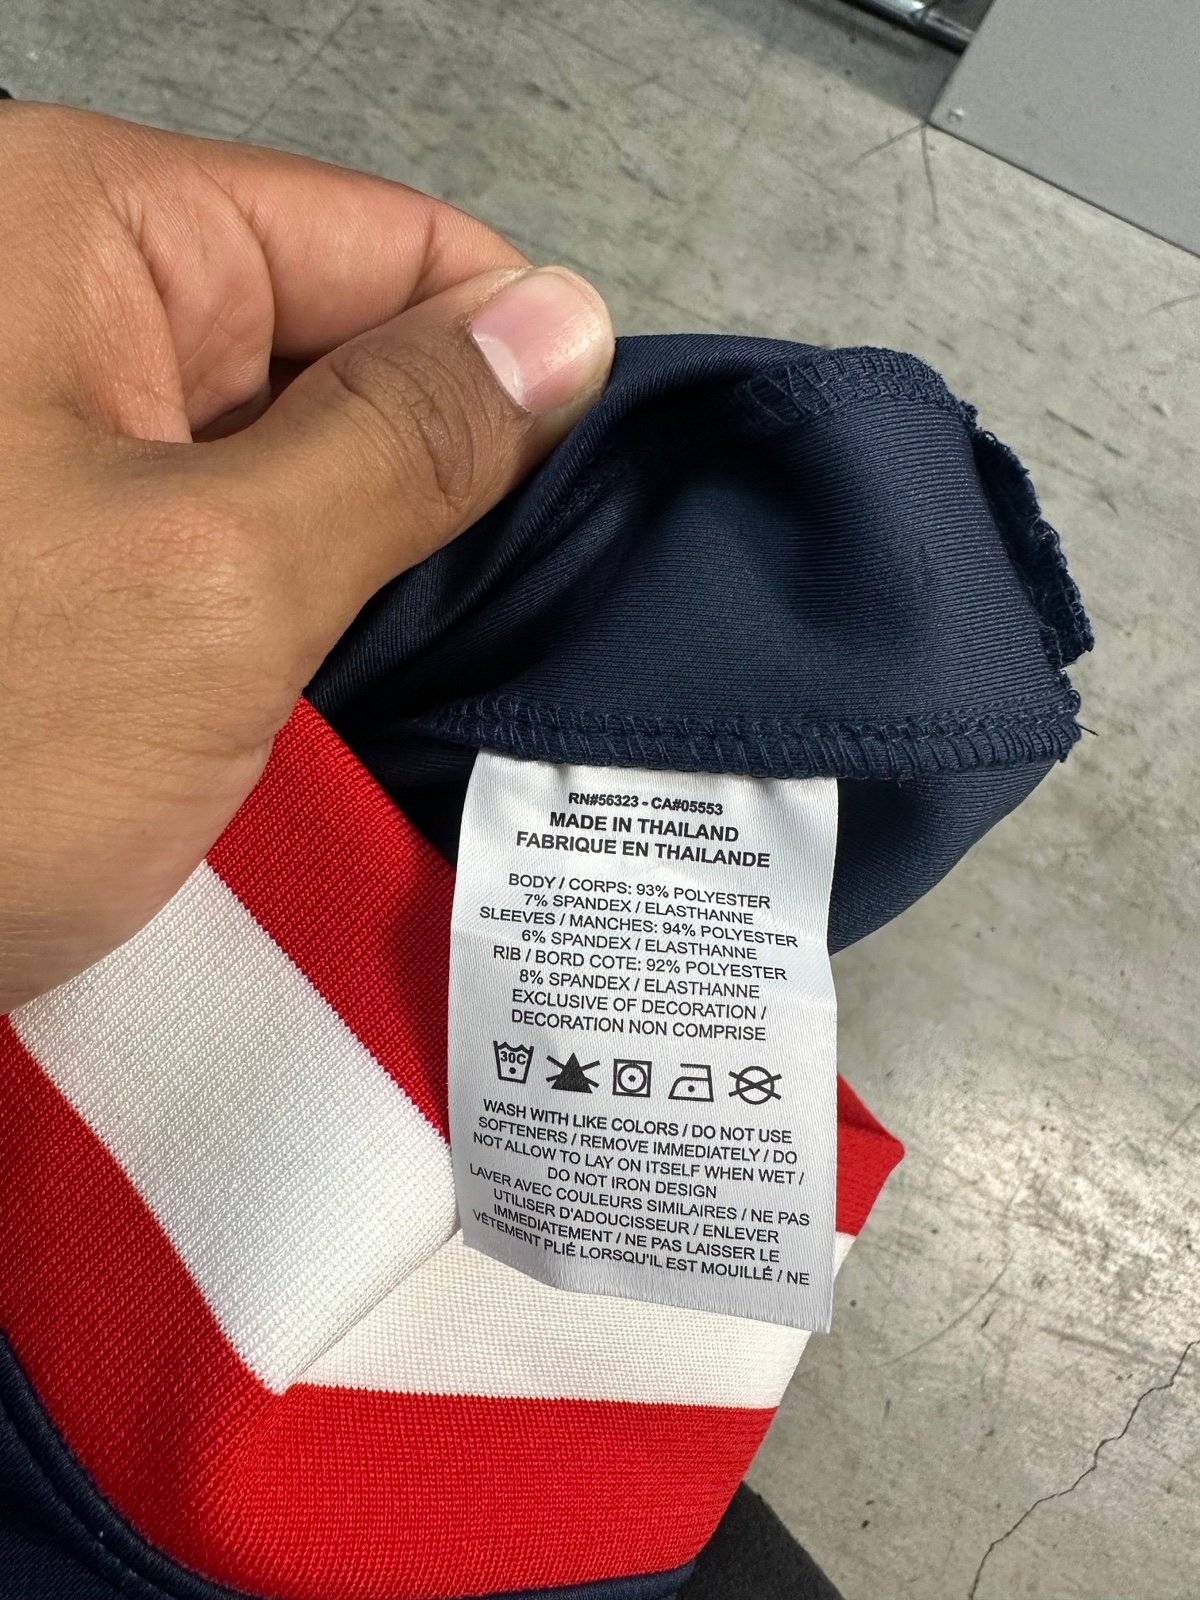 RN#56323 - CA#05553
MADE IN THAILAND
FABRIQUE EN THAILANDE
BODY / CORPS: 93% POLYESTER
7% SPANDEX / ELASTHANNE
SLEEVES / MANCHES: 94% POLYESTER
6% SPANDEX / ELASTHANNE
RIB / BORD COTE: 92% POLYESTER
8% SPANDEX / ELASTHANNE
EXCLUSIVE OF DECORATION /
DECORATION NON COMPRISE
30C
WASH WITH LIKE COLORS / DO NOT USE
SOFTENERS / REMOVE IMMEDIATELY / DO
NOT ALLOW TO LAY ON ITSELF WHEN WET /
DO NOT IRON DESIGN
LAVER AVEC COULEURS SIMILAIRES / NE PAS
UTILISER D'ADOUCISSEUR / ENLEVER
IMMEDIATEMENT / NE PAS LAISSER LE
VÊTEMENT PLIÉ LORSQU'IL EST MOUILLÉ / NE